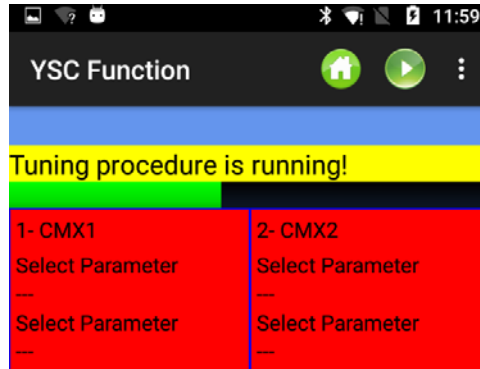 11:59
YSC Function
Tuning procedure is running!
1- CMX1
2- CMX2
Select Parameter
Select Parameter
---
---
Select Parameter
Select Parameter
---
---